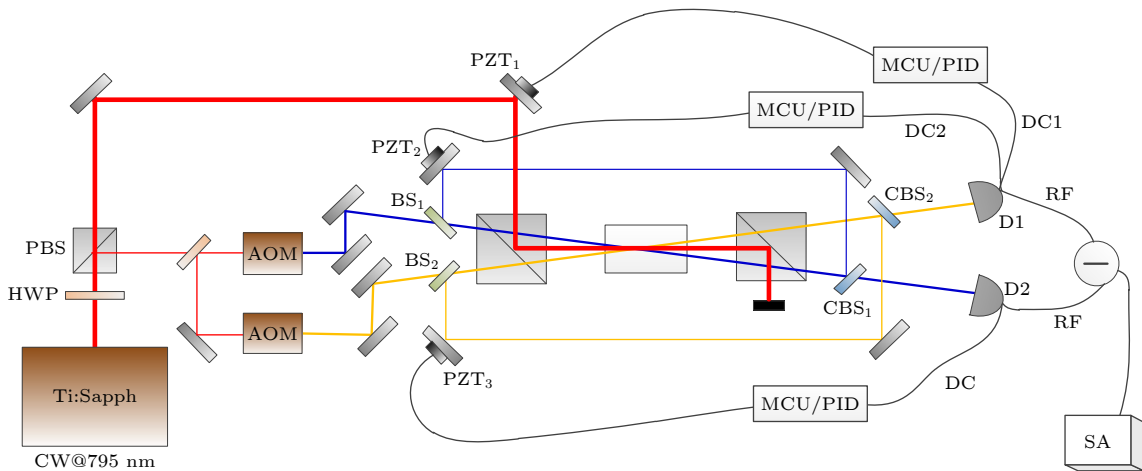 PZT₁
MCU/PID
MCU/PID
DC1
DC2
PZT₂
BS₁
CBS₂
RF
D1
PBS
AOM
BS₂
HWP
D2
CBS₁
RF
AOM
PZT₃
DC
Ti:Sapph
MCU/PID
SA
CW@795 nm